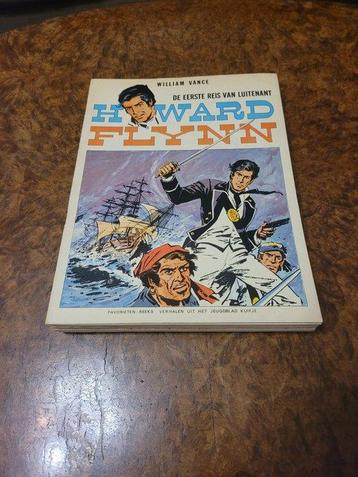 WILLIAM VANCE
DE EERSTE REIS VAN LUITENANT
HOWARD
FLYNN
FAVORIETEN-REEKS VERHALEN UIT HET JEUGDBLAD KUIFJE